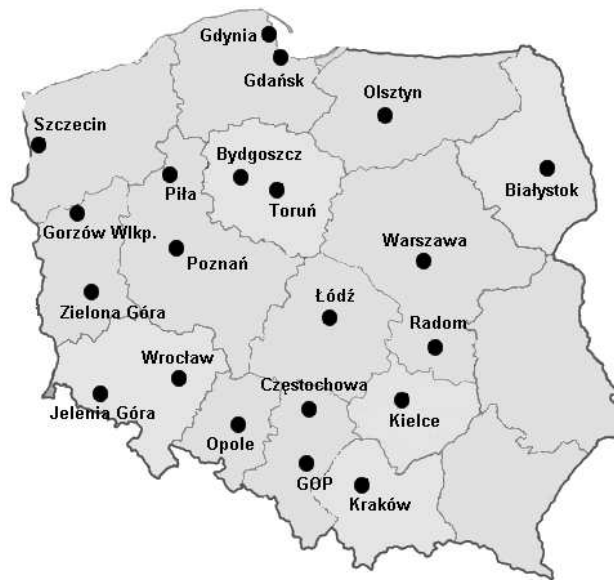 Gdynia
Gdańsk
Olsztyn
Szczecin
Bydgoszcz
Piła
Toruń
Białystok
Gorzów Wlkp.
Poznań
Warszawa
Zielona Góra
Łódź
Radom
Wrocław
Częstochowa
Jelenia Góra
Opole
Kielce
GOP
Kraków